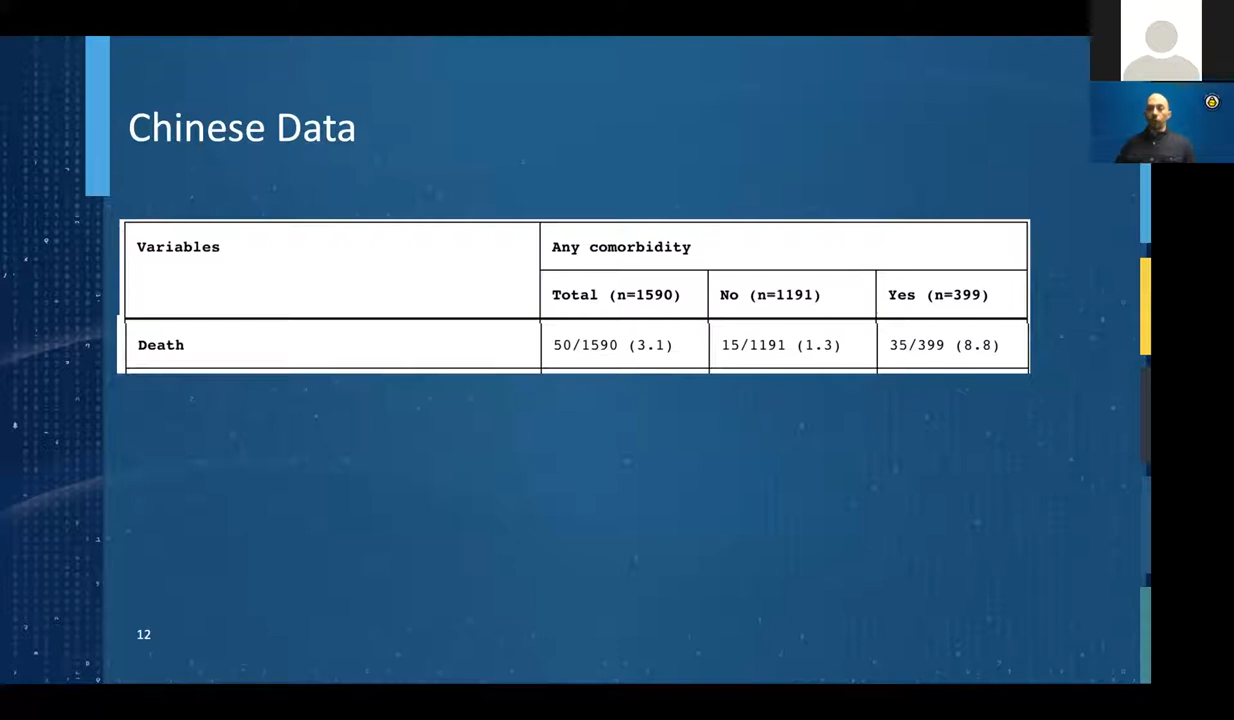 Chinese Data
Variables
Any comorbidity
Total (n=1590)
No (n=1191)
Yes (n=399)
Death
50/1590 (3.1)
15/1191 (1.3)
35/399 (8.8)
12